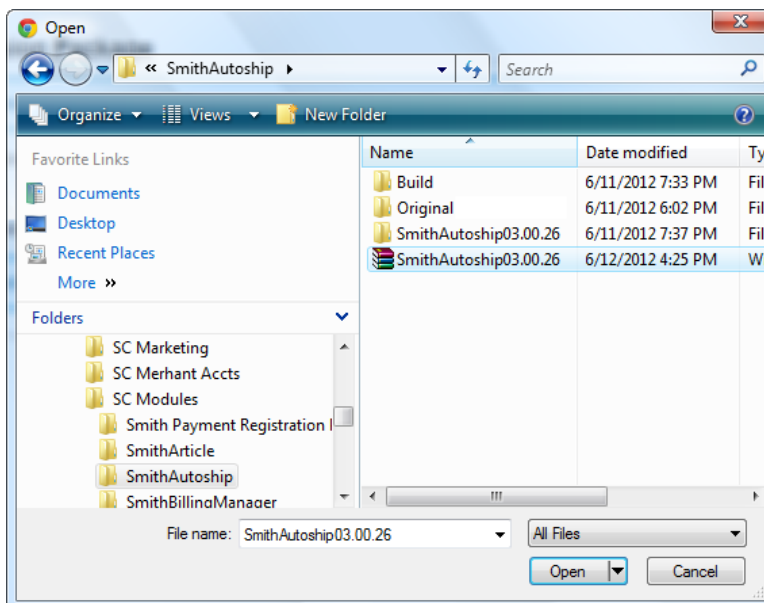 Open
« SmithAutoship
Search
Organize Views New Folder
Favorite Links
Documents
Desktop
Recent Places
More »
Folders
SC Marketing
SC Merhant Accts
SC Modules
Smith Payment Registration
SmithArticle
SmithAutoship
SmithBillingManager
Name Date modified Ty
Build 6/11/2012 7:33 PM Fil
Original 6/11/2012 6:02 PM Fil
SmithAutoship03.00.26 6/11/2012 7:37 PM Fil
SmithAutoship03.00.26 6/12/2012 4:25 PM W
File name: SmithAutoship03.00.26 All Files
Open Cancel